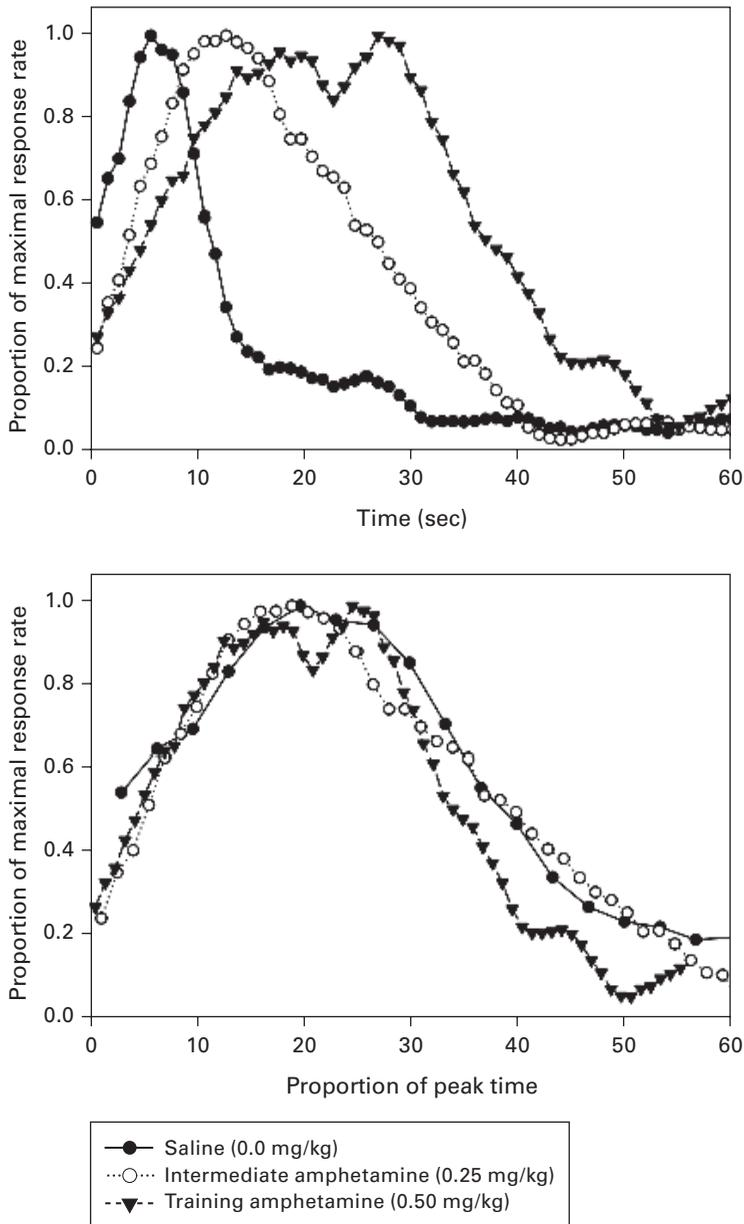 Proportion of maximal response rate
1.0
0.8
0.6
0.4
0.2
0.0
0 10 20 30 40 50 60
Time (sec)
Proportion of maximal response rate
1.0
0.8
0.6
0.4
0.2
0.0
0 10 20 30 40 50 60
Proportion of peak time
Saline (0.0 mg/kg)
Intermediate amphetamine (0.25 mg/kg)
Training amphetamine (0.50 mg/kg)